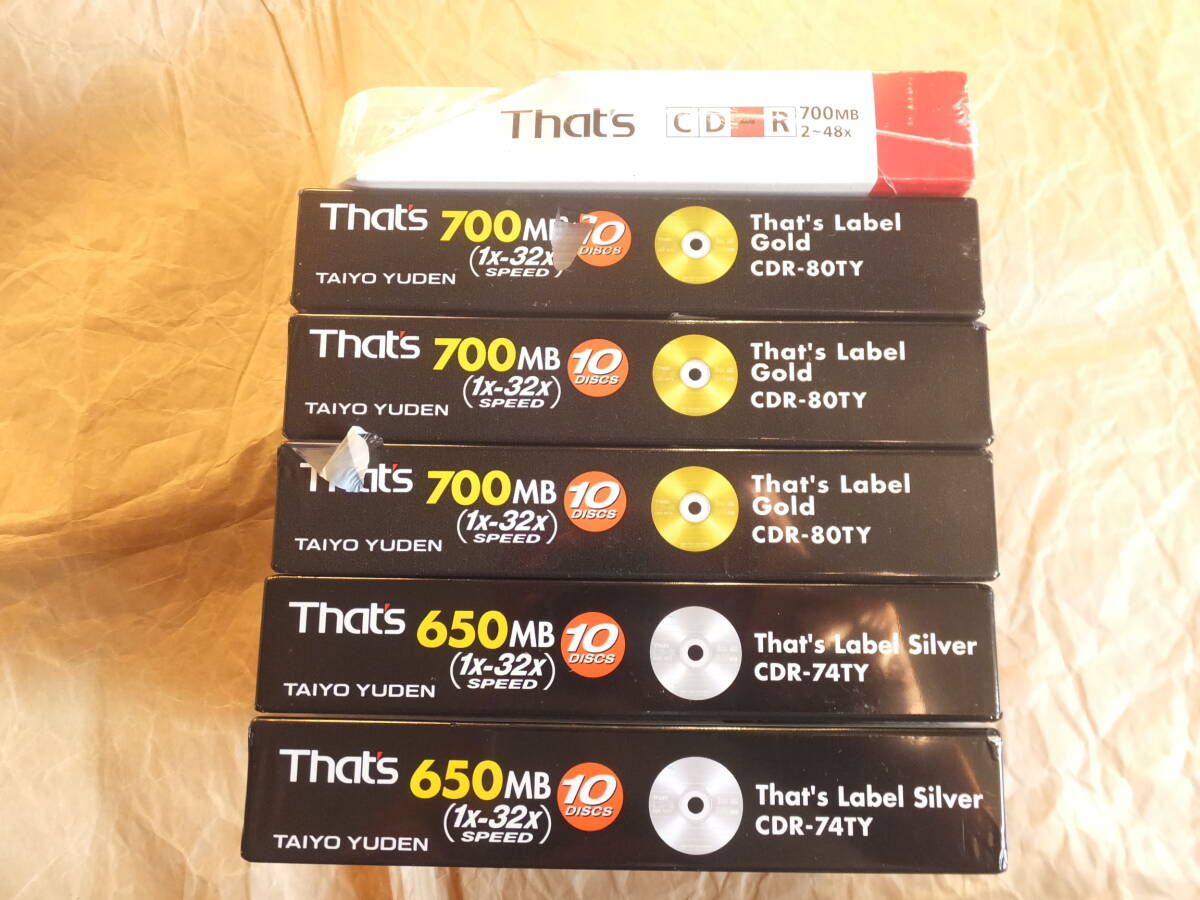 That's CD-R 700MB
2~48x
That's 700MB 10 DISCS
(1x-32x)
SPEED
TAIYO YUDEN
That's Label
Gold
CDR-80TY
That's 700MB 10 DISCS
(1x-32x)
SPEED
TAIYO YUDEN
That's Label
Gold
CDR-80TY
That's 700MB 10 DISCS
(1x-32x)
SPEED
TAIYO YUDEN
That's Label
Gold
CDR-80TY
That's 650MB 10 DISCS
(1x-32x)
SPEED
TAIYO YUDEN
That's Label Silver
CDR-74TY
That's 650MB 10 DISCS
(1x-32x)
SPEED
TAIYO YUDEN
That's Label Silver
CDR-74TY